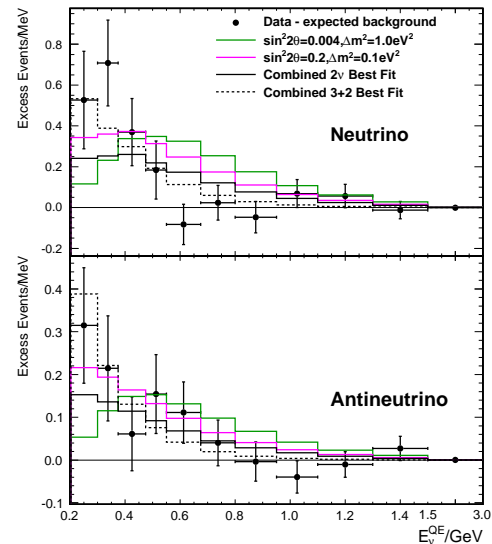 Excess Events/MeV
0.8
0.6
0.4
0.2
0.0
-0.2
Data - expected background
sin²2θ=0.004,Δm²=1.0eV²
sin²2θ=0.2,Δm²=0.1eV²
Combined 2ν Best Fit
Combined 3+2 Best Fit
Neutrino
Excess Events/MeV
0.4
0.3
0.2
0.1
0.0
-0.1
Antineutrino
0.2 0.4 0.6 0.8 1.0 1.2 1.4 1.5 3.0
E_ν^QE/GeV